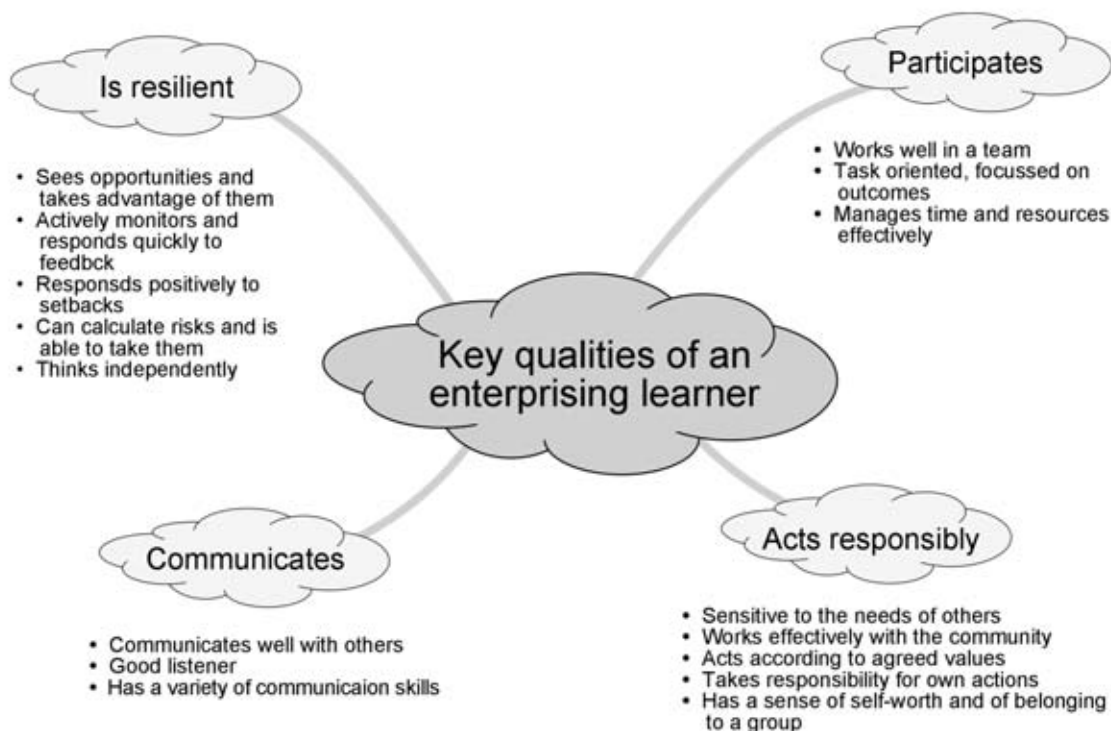 Is resilient
• Sees opportunities and
takes advantage of them
• Actively monitors and
responds quickly to
feedbck
• Responsds positively to
setbacks
• Can calculate risks and is
able to take them
• Thinks independently
Participates
• Works well in a team
• Task oriented, focussed on
outcomes
• Manages time and resources
effectively
Key qualities of an
enterprising learner
Communicates
• Communicates well with others
• Good listener
• Has a variety of communicaion skills
Acts responsibly
• Sensitive to the needs of others
• Works effectively with the community
• Acts according to agreed values
• Takes responsibility for own actions
• Has a sense of self-worth and of belonging
to a group